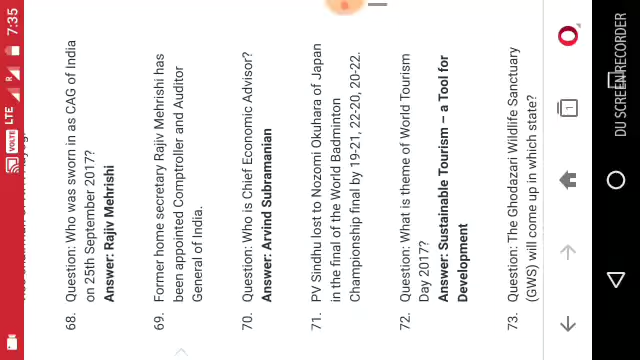 7:35
R
LTE
VOLTE
68. Question: Who was sworn in as CAG of India
on 25th September 2017?
Answer: Rajiv Mehrishi
69. Former home secretary Rajiv Mehrishi has
been appointed Comptroller and Auditor
General of India.
70. Question: Who is Chief Economic Advisor?
Answer: Arvind Subramanian
71. PV Sindhu lost to Nozomi Okuhara of Japan
in the final of the World Badminton
Championship final by 19-21, 22-20, 20-22.
72. Question: What is theme of World Tourism
Day 2017?
Answer: Sustainable Tourism – a Tool for
Development
73. Question: The Ghodazari Wildlife Sanctuary
(GWS) will come up in which state?
1
DU SCREEN RECORDER